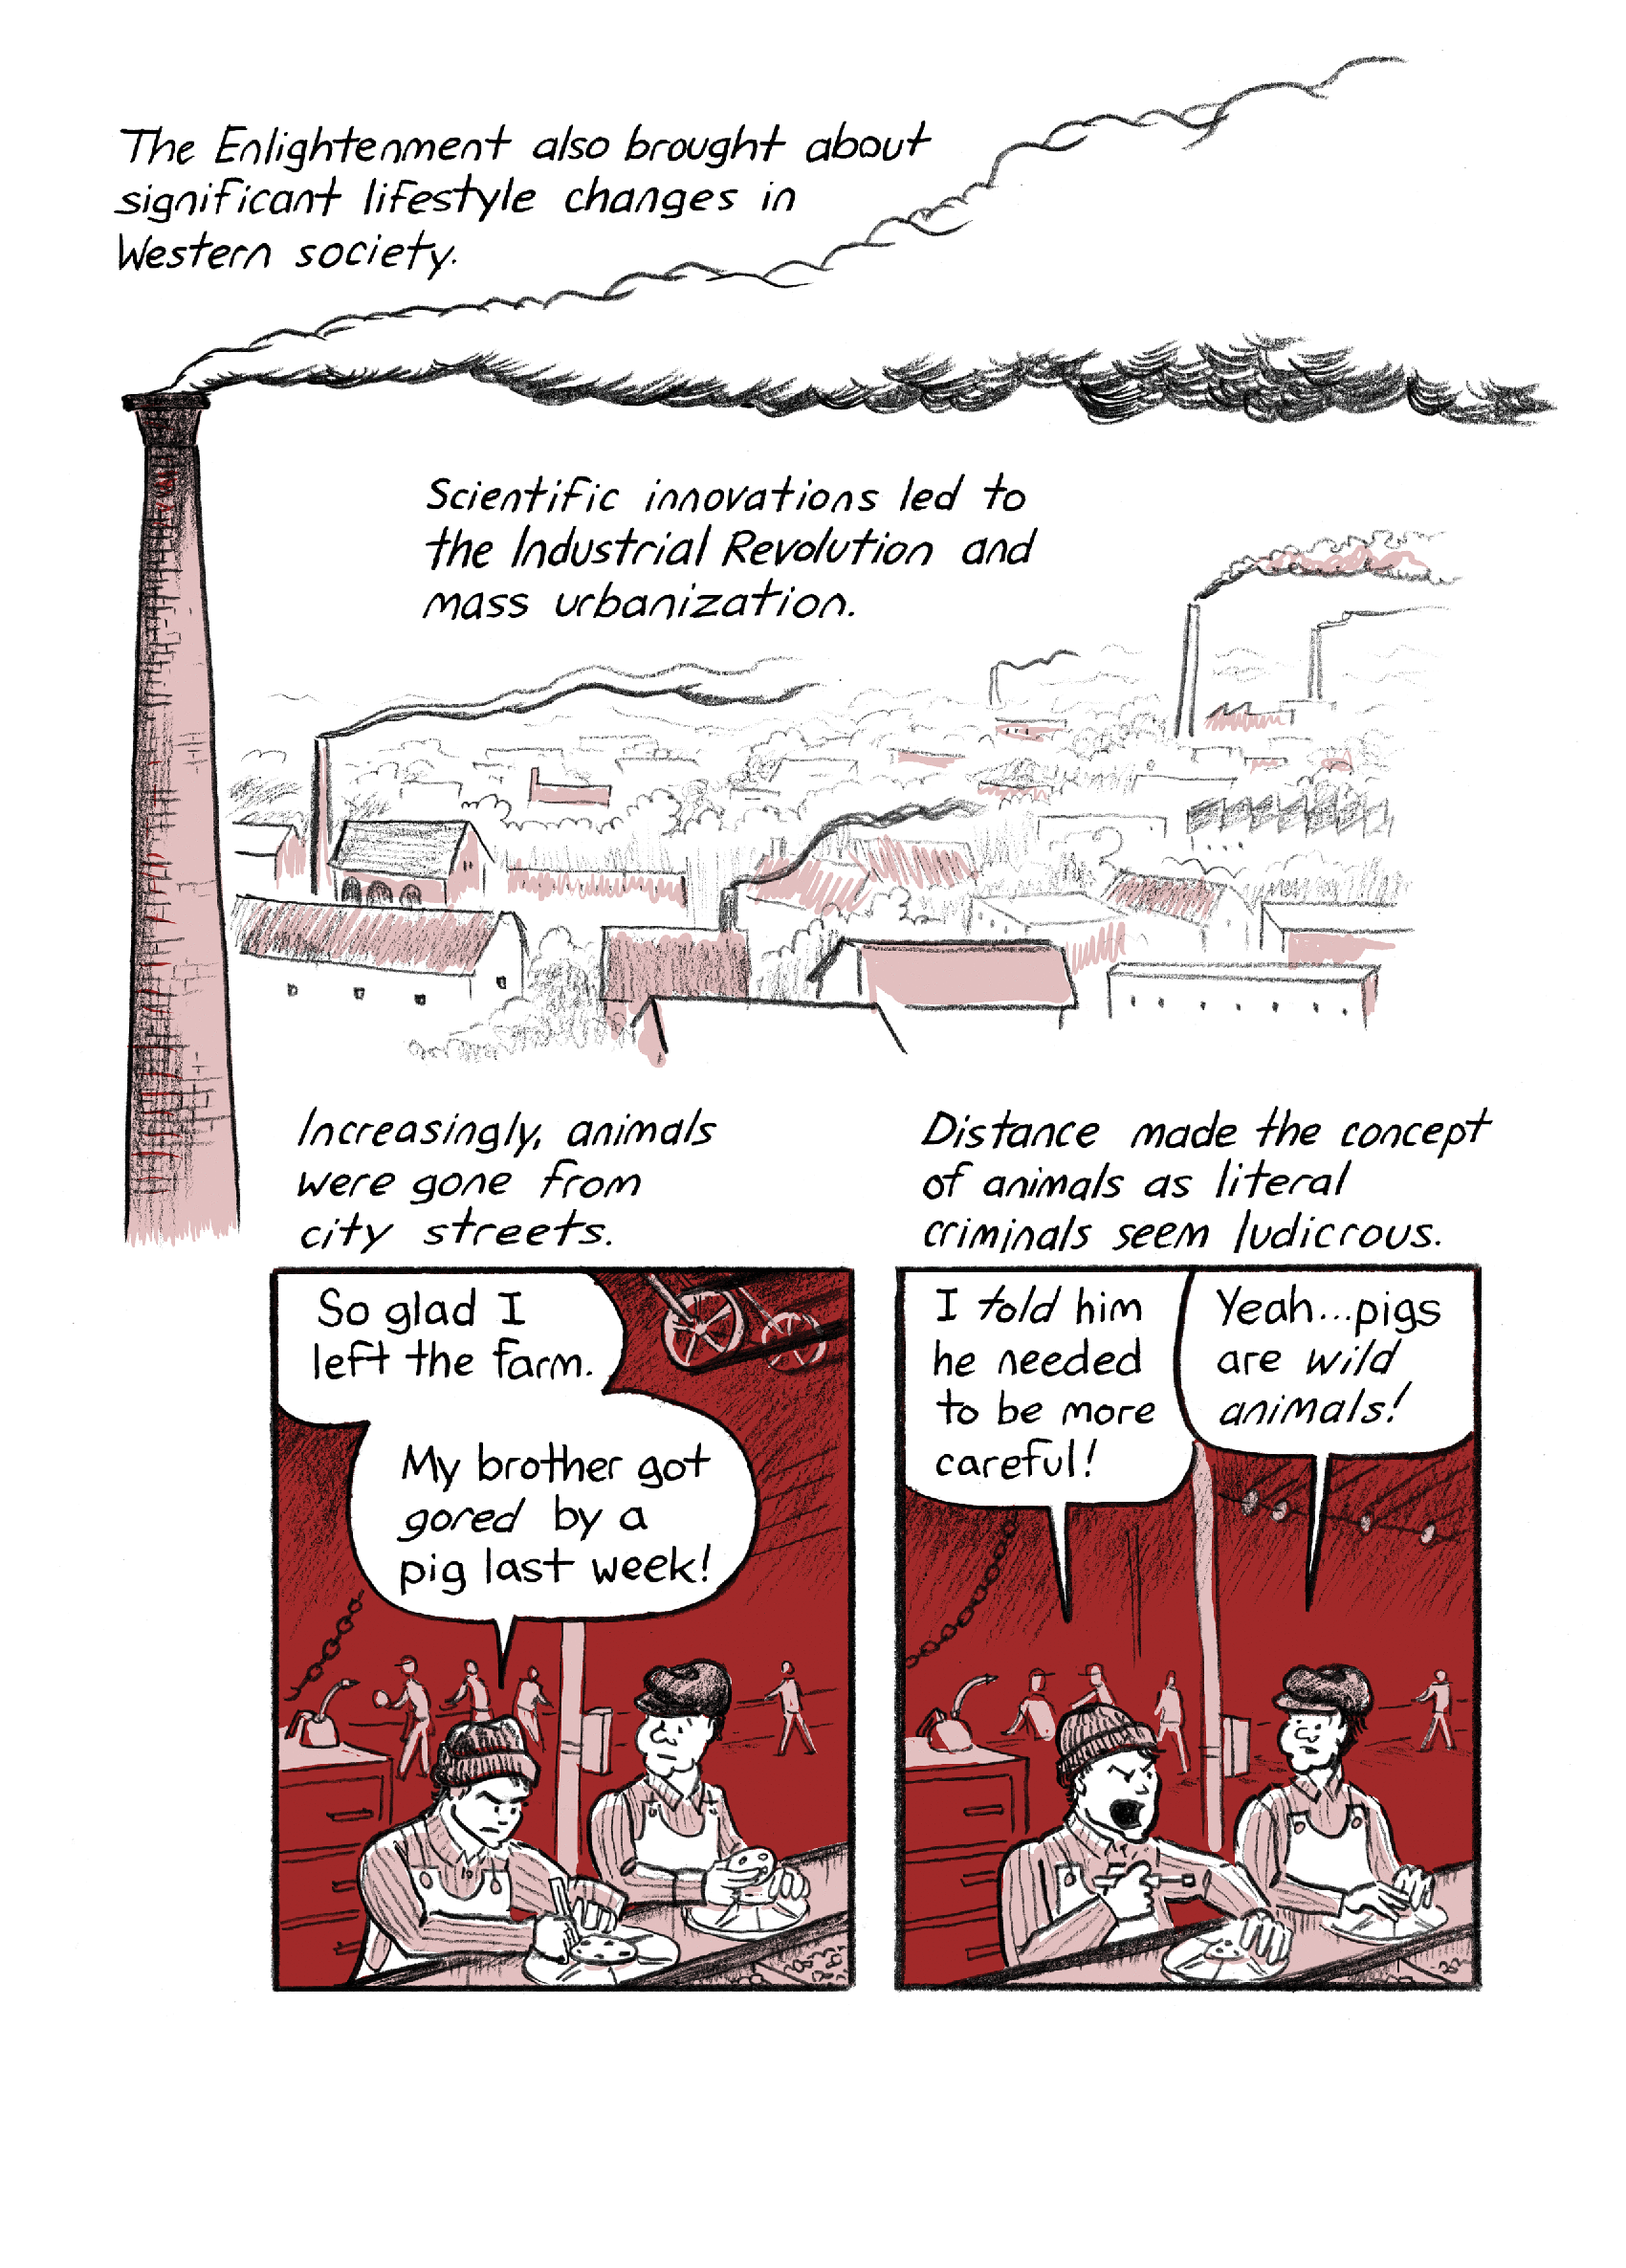 The Enlightenment also brought about
significant lifestyle changes in
Western society.
Scientific innovations led to
the Industrial Revolution and
mass urbanization.
Increasingly, animals
were gone from
city streets.
So glad I
left the farm.
My brother got
gored by a
pig last week!
Distance made the concept
of animals as literal
criminals seem ludicrous.
I told him
he needed
to be more
careful!
Yeah...pigs
are wild
animals!